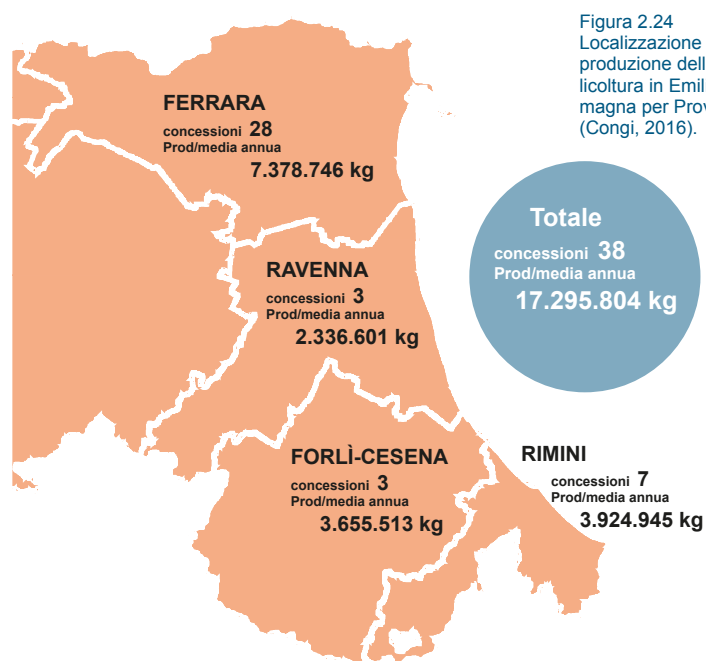 Figura 2.24
Localizzazione
produzione dell
licoltura in Emil
magna per Prov
(Congi, 2016).
FERRARA
concessioni 28
Prod/media annua
7.378.746 kg
Totale
concessioni 38
Prod/media annua
17.295.804 kg
RAVENNA
concessioni 3
Prod/media annua
2.336.601 kg
FORLÌ-CESENA
concessioni 3
Prod/media annua
3.655.513 kg
RIMINI
concessioni 7
Prod/media annua
3.924.945 kg